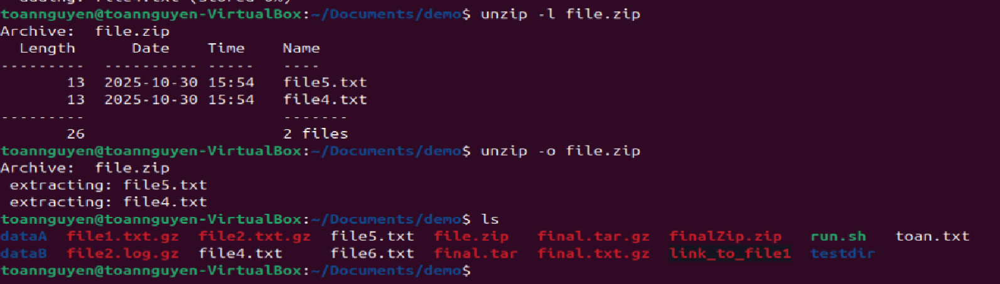 adding: file4.txt (stored 0%)
toannguyen@toannguyen-VirtualBox:~/Documents/demo$ unzip -l file.zip
Archive:  file.zip
  Length      Date    Time    Name
---------  ---------- -----   ----
       13  2025-10-30 15:54   file5.txt
       13  2025-10-30 15:54   file4.txt
---------                     -------
       26                     2 files
toannguyen@toannguyen-VirtualBox:~/Documents/demo$ unzip -o file.zip
Archive:  file.zip
 extracting: file5.txt
 extracting: file4.txt
toannguyen@toannguyen-VirtualBox:~/Documents/demo$ ls
dataA  file1.txt.gz  file2.txt.gz  file5.txt  file.zip   final.tar.gz  finalZip.zip   run.sh   toan.txt
dataB  file2.log.gz  file4.txt     file6.txt  final.tar  final.txt.gz  link_to_file1  testdir
toannguyen@toannguyen-VirtualBox:~/Documents/demo$